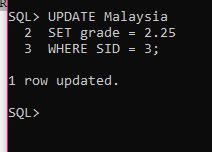 R
SQL> UPDATE Malaysia
2 SET grade = 2.25
3 WHERE SID = 3;
1 row updated.
SQL>